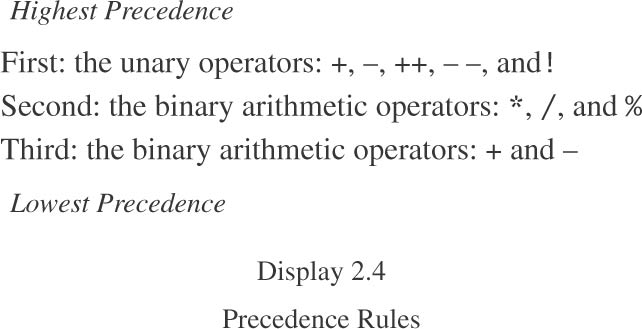 Highest Precedence
First: the unary operators: +, –, ++, – –, and!
Second: the binary arithmetic operators: *, /, and %
Third: the binary arithmetic operators: + and –
Lowest Precedence
Display 2.4
Precedence Rules